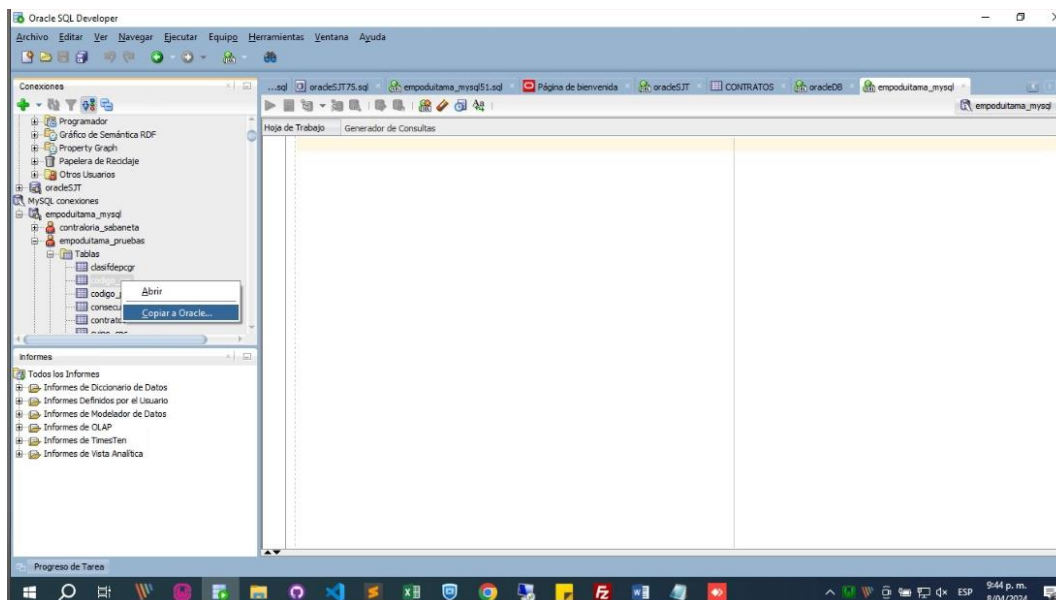 Oracle SQL Developer
Archivo Editar Ver Navegar Ejecutar Equipo Herramientas Ventana Ayuda
Conexiones
...sql oracleSJT75.sql empoduitama_mysql51.sql Página de bienvenida oracleSJT CONTRATOS oracleDB empoduitama_mysql
empoduitama_mysql
Hoja de Trabajo Generador de Consultas
Programador
Gráfico de Semántica RDF
Property Graph
Papelera de Reciclaje
Otros Usuarios
oracleSJT
MySQL conexiones
empoduitama_mysql
contraloria_sabaneta
empoduitama_pruebas
Tablas
clasifdepcgr
codigo_
consecu
contrato
Abrir
Copiar a Oracle...
Informes
Todos los Informes
Informes de Diccionario de Datos
Informes Definidos por el Usuario
Informes de Modelador de Datos
Informes de OLAP
Informes de TimesTen
Informes de Vista Analítica
Progreso de Tarea
ESP
9:44 p. m.
8/04/2024